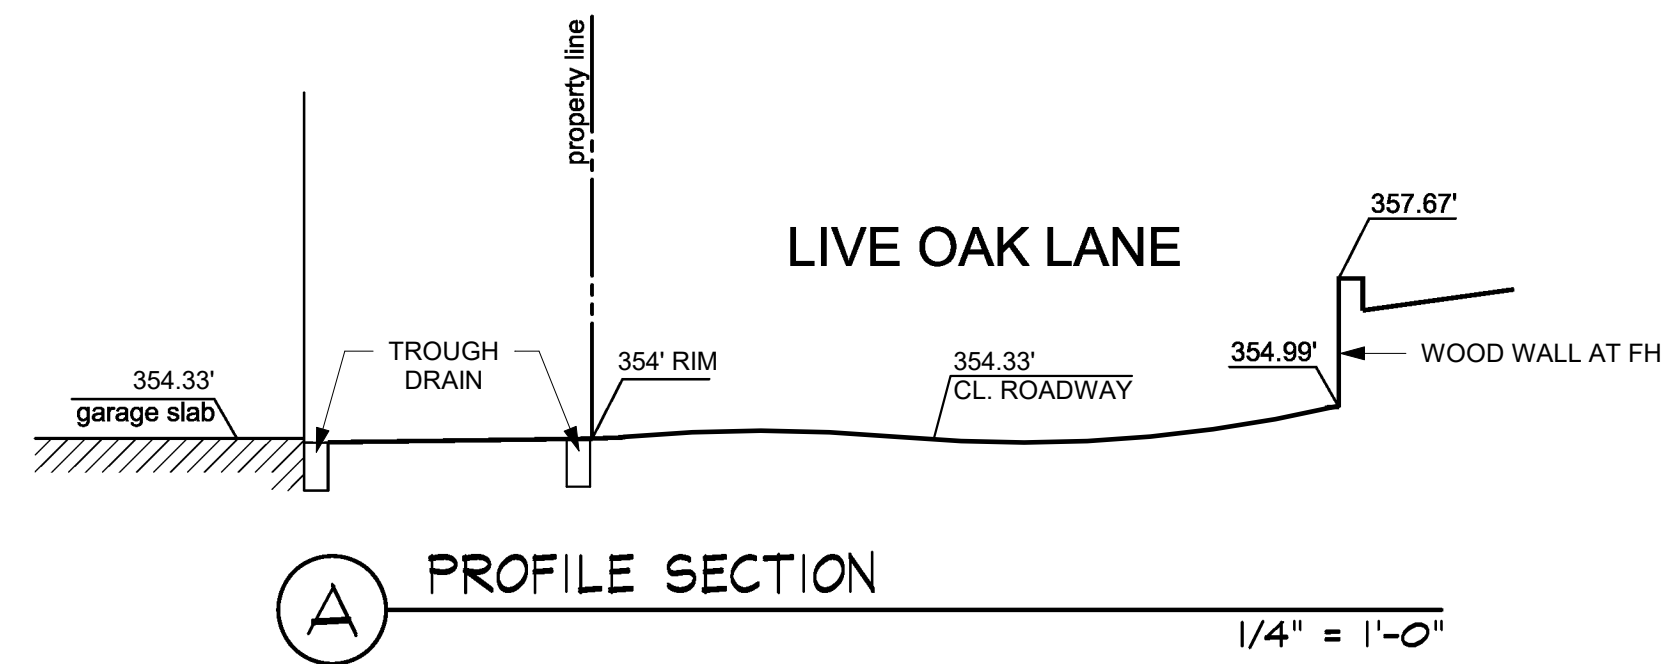 property line
357.67'
LIVE OAK LANE
TROUGH
DRAIN
354' RIM
354.33'
CL. ROADWAY
354.99'
WOOD WALL AT FH
354.33'
garage slab
A
PROFILE SECTION
1/4" = 1'-0"